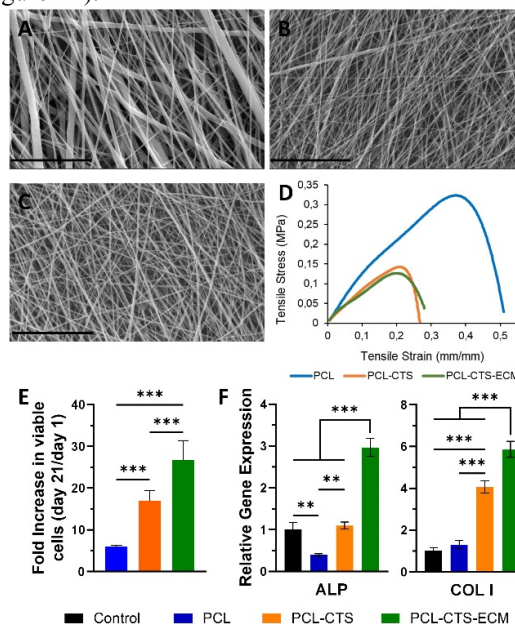 A
B
C
D
Tensile Stress (MPa)
0,35
0,3
0,25
0,2
0,15
0,1
0,05
0
0 0,1 0,2 0,3 0,4 0,5
Tensile Strain (mm/mm)
PCL PCL-CTS PCL-CTS-ECM
E
Fold Increase in viable
cells (day 21/day 1)
40
30
20
10
0
***
***
***
F
Relative Gene Expression
4
3
2
1
0
***
**
**
ALP
8
6
4
2
0
***
***
***
COL I
Control PCL PCL-CTS PCL-CTS-ECM